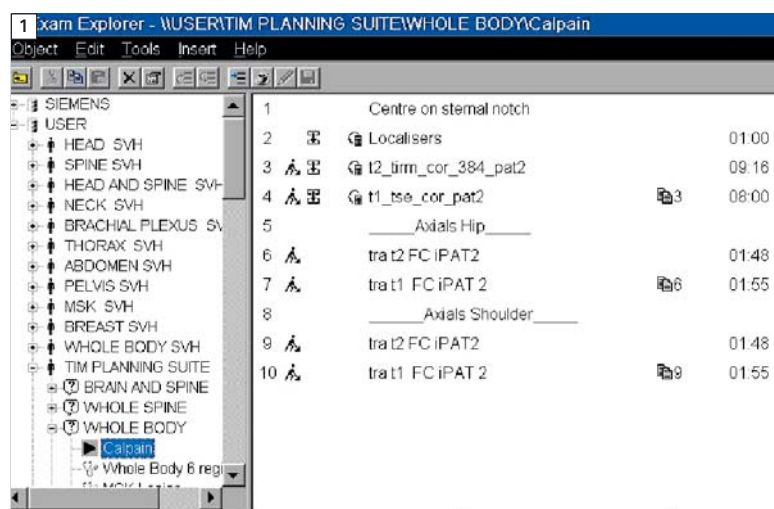 1 Exam Explorer - \\USER\TIM PLANNING SUITE\WHOLE BODY\Calpain
Object Edit Tools Insert Help
SIEMENS
USER
HEAD SVH
SPINE SVH
HEAD AND SPINE SVH
NECK SVH
BRACHIAL PLEXUS SV
THORAX SVH
ABDOMEN SVH
PELVIS SVH
MSK SVH
BREAST SVH
WHOLE BODY SVH
TIM PLANNING SUITE
BRAIN AND SPINE
WHOLE SPINE
WHOLE BODY
Calpain
Whole Body 6 regi
1 Centre on sternal notch
2 Localisers 01:00
3 t2_tirm_cor_384_pat2 09:16
4 t1_tse_cor_pat2 3 08:00
5 _____Axials Hip_____
6 tra t2 FC iPAT2 01:48
7 tra t1 FC iPAT 2 6 01:55
8 ______Axials Shoulder_____
9 tra t2 FC iPAT2 01:48
10 tra t1 FC iPAT 2 9 01:55